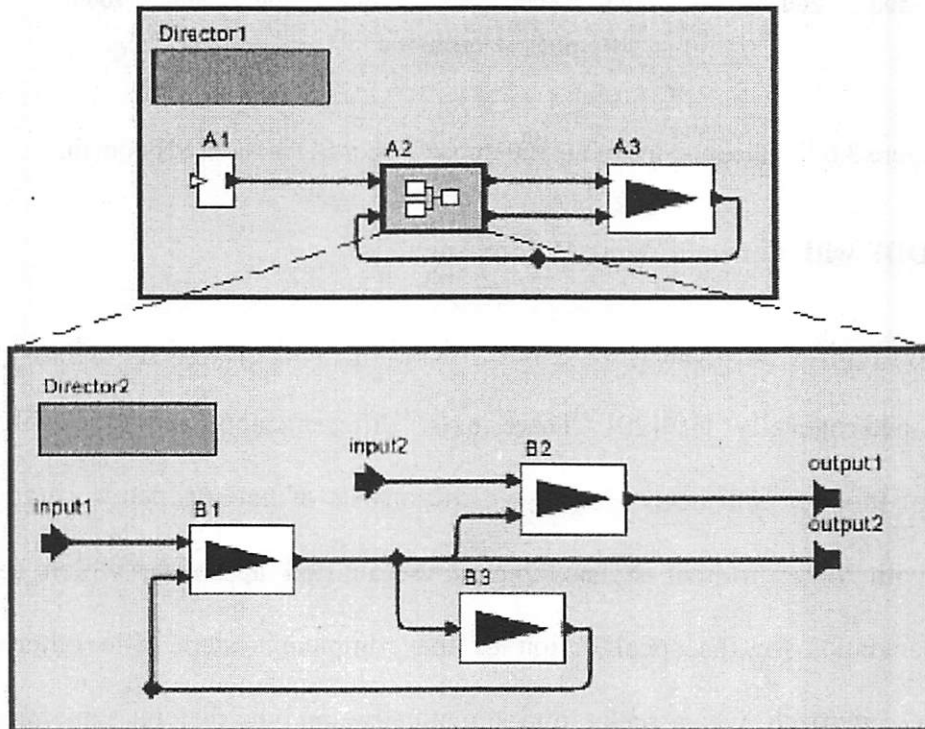 Director1
A1
A2
A3
Director2
input2
B2
output1
input1
B1
output2
B3